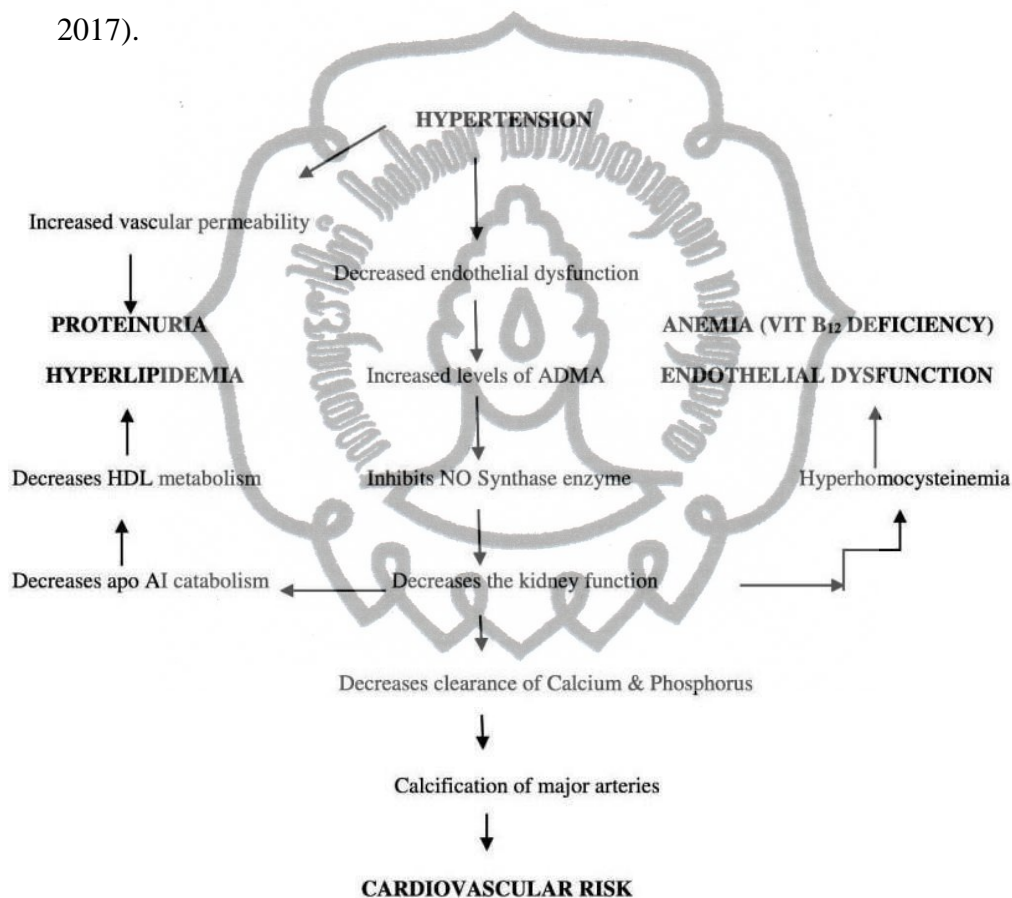 2017).
HYPERTENSION
Increased vascular permeability
Decreased endothelial dysfunction
PROTEINURIA
ANEMIA (VIT B₁₂ DEFICIENCY)
HYPERLIPIDEMIA
Increased levels of ADMA
ENDOTHELIAL DYSFUNCTION
Decreases HDL metabolism
Inhibits NO Synthase enzyme
Hyperhomocysteinemia
Decreases apo AI catabolism
Decreases the kidney function
Decreases clearance of Calcium & Phosphorus
Calcification of major arteries
CARDIOVASCULAR RISK